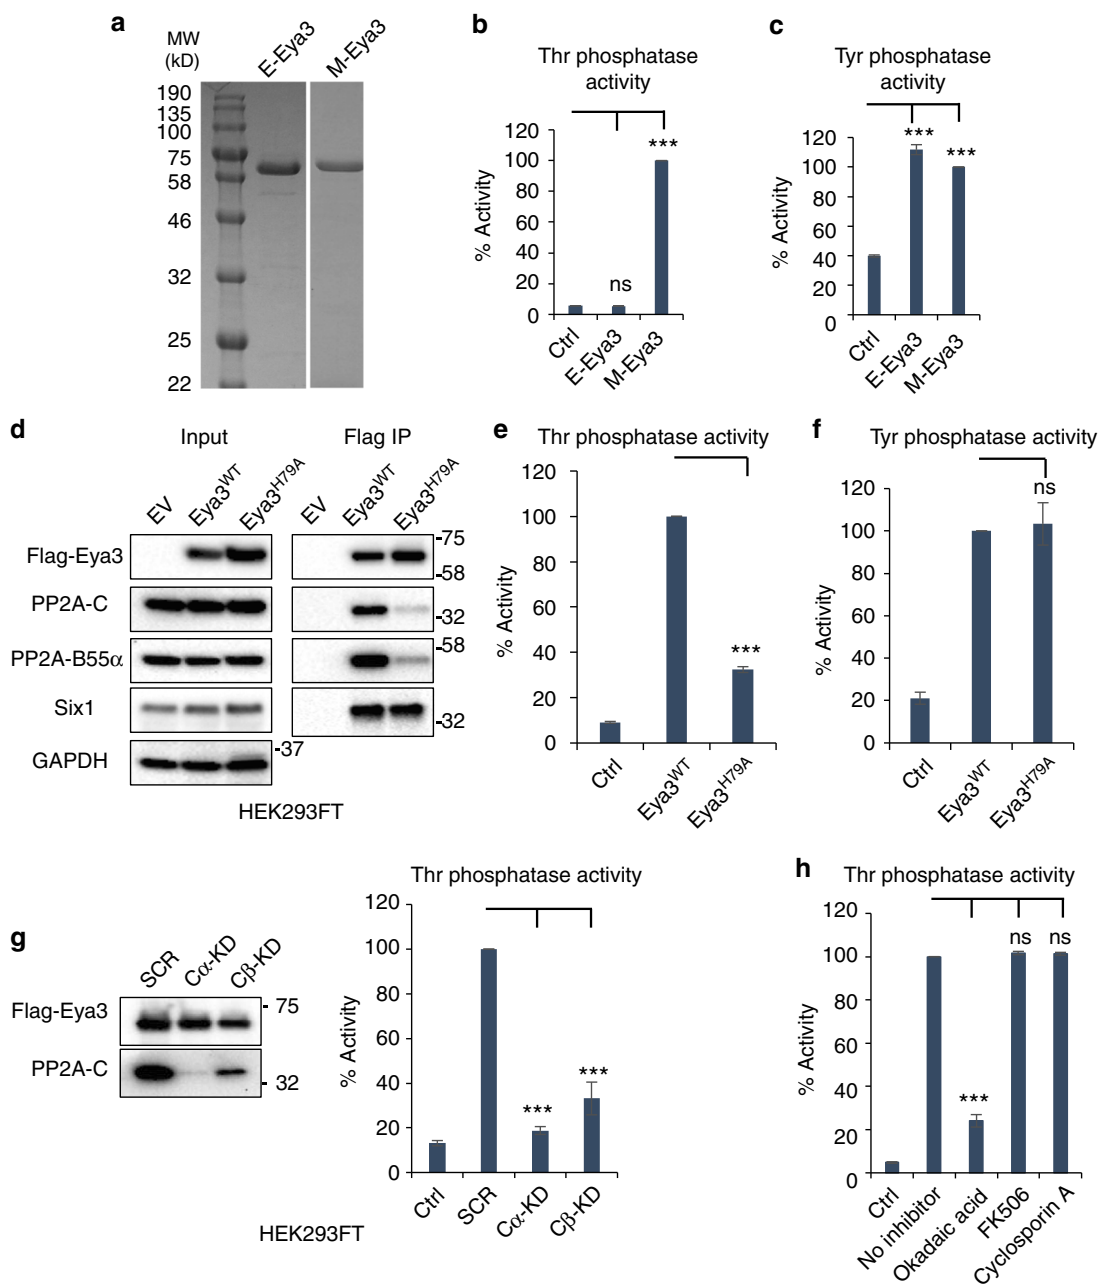 a
MW
(kD)
E-Eya3
M-Eya3
190
135
100
75
58
46
32
25
22
b
Thr phosphatase
activity
% Activity
120
100
80
60
40
20
0
ns
***
Ctrl
E-Eya3
M-Eya3
c
Tyr phosphatase
activity
% Activity
120
100
80
60
40
20
0
***
***
Ctrl
E-Eya3
M-Eya3
d
Input
Flag IP
EV
Eya3WT
Eya3H79A
EV
Eya3WT
Eya3H79A
Flag-Eya3
-75
-58
PP2A-C
-32
PP2A-B55α
-58
Six1
-32
GAPDH
-37
HEK293FT
e
Thr phosphatase activity
% Activity
120
100
80
60
40
20
0
***
Ctrl
Eya3WT
Eya3H79A
f
Tyr phosphatase activity
% Activity
120
100
80
60
40
20
0
ns
Ctrl
Eya3WT
Eya3H79A
g
SCR
Cα-KD
Cβ-KD
Flag-Eya3
- 75
PP2A-C
- 32
HEK293FT
Thr phosphatase activity
% Activity
120
100
80
60
40
20
0
***
***
Ctrl
SCR
Cα-KD
Cβ-KD
h
Thr phosphatase activity
% Activity
120
100
80
60
40
20
0
***
ns
ns
Ctrl
No inhibitor
Okadaic acid
FK506
Cyclosporin A